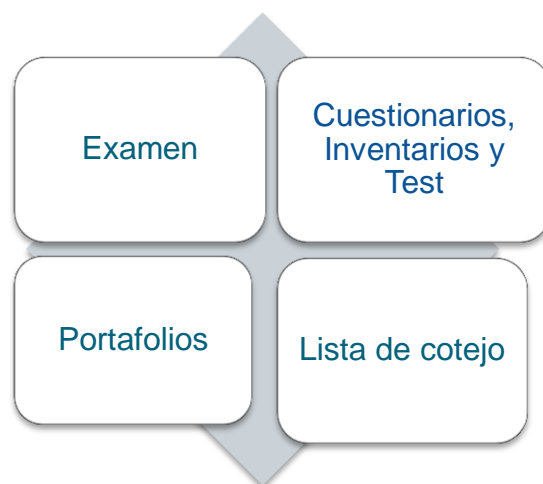 Examen
Cuestionarios,
Inventarios y
Test
Portafolios
Lista de cotejo